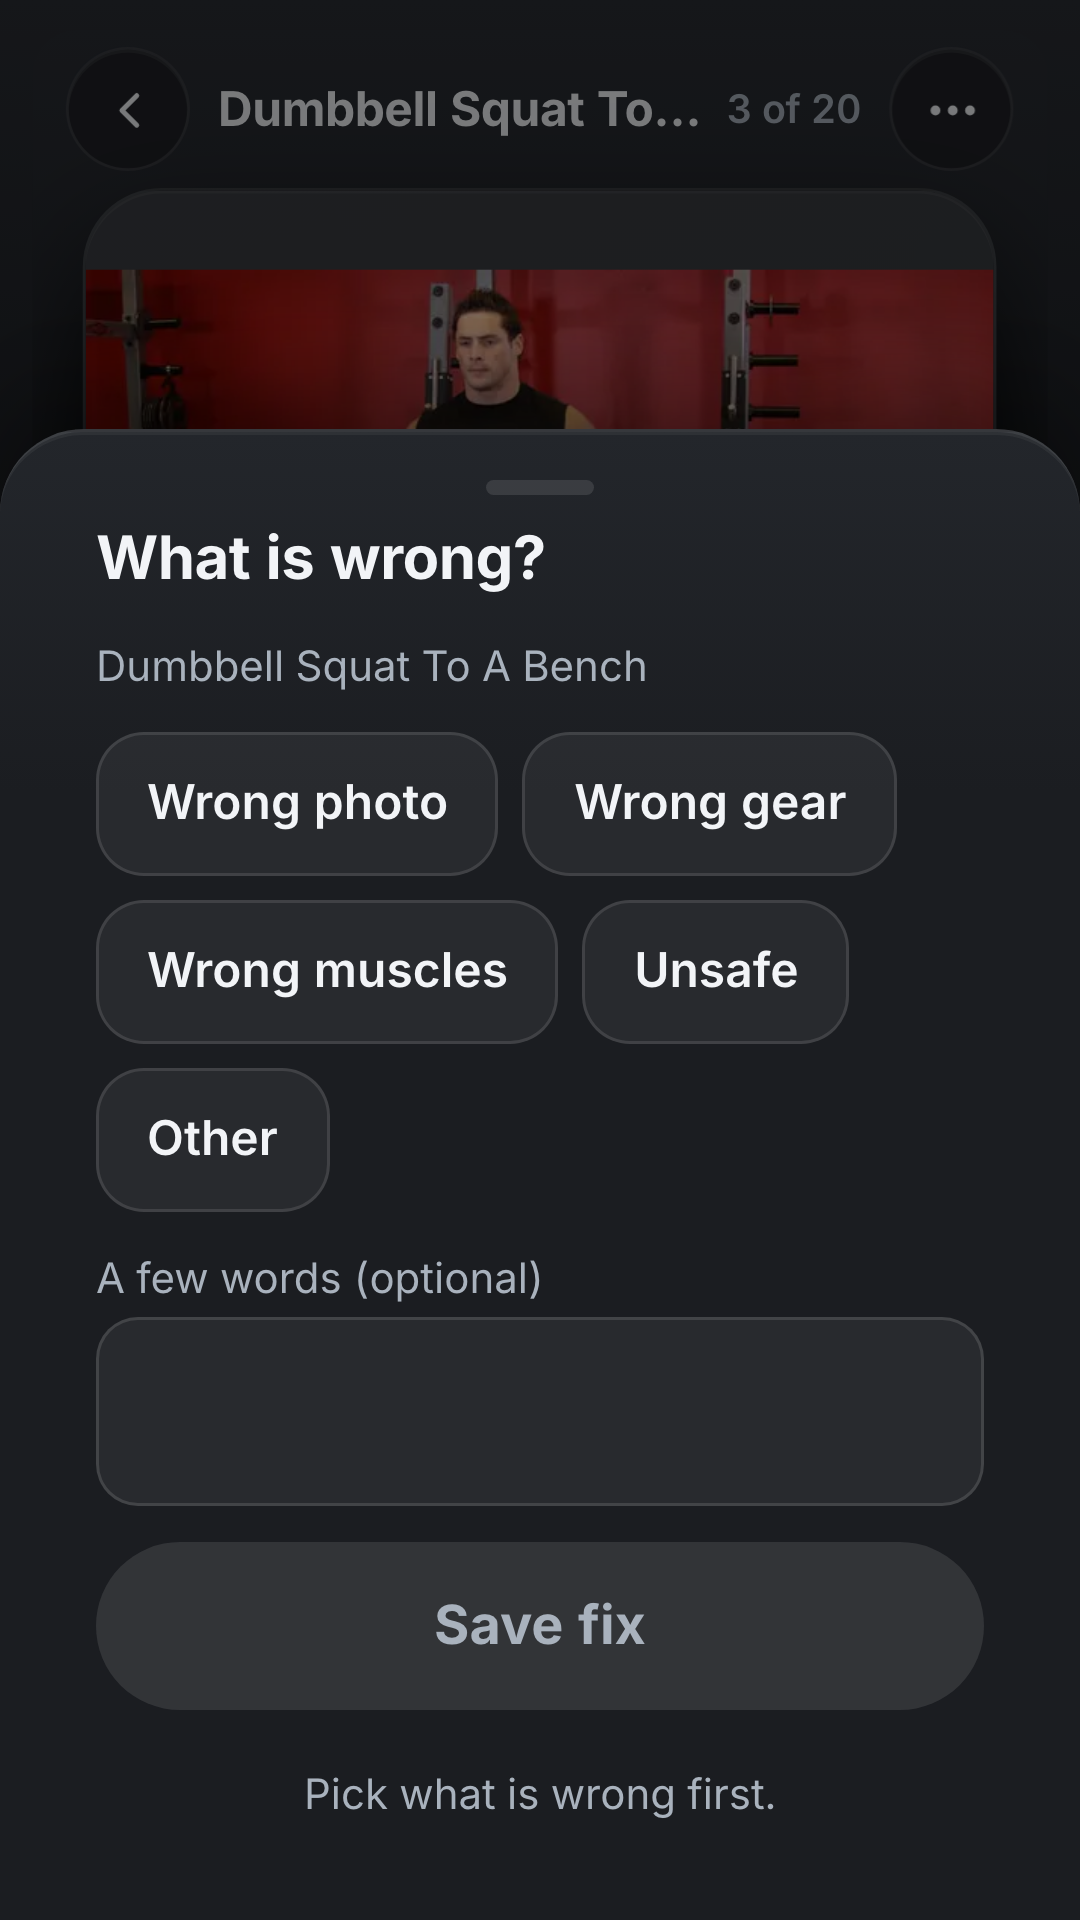 Dumbbell Squat To... 3 of 20
What is wrong?
Dumbbell Squat To A Bench
Wrong photo
Wrong gear
Wrong muscles
Unsafe
Other
A few words (optional)
Save fix
Pick what is wrong first.